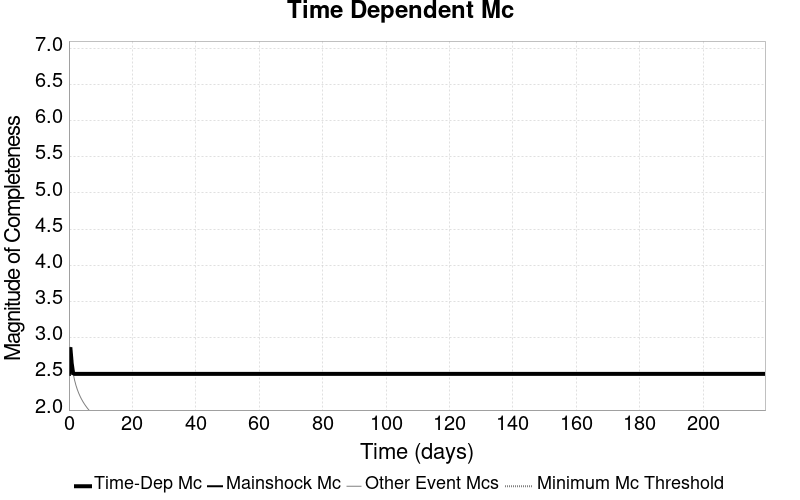 Time Dependent Mc
Magnitude of Completeness
7.0
6.5
6.0
5.5
5.0
4.5
4.0
3.5
3.0
2.5
2.0
0 20 40 60 80 100 120 140 160 180 200
Time (days)
Time-Dep Mc Mainshock Mc Other Event Mcs Minimum Mc Threshold